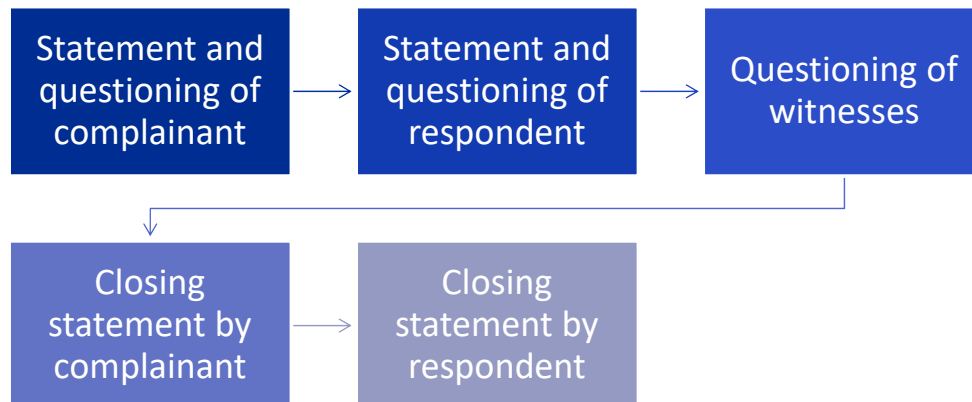 Statement and
questioning of
complainant
Statement and
questioning of
respondent
Questioning of
witnesses
Closing
statement by
complainant
Closing
statement by
respondent